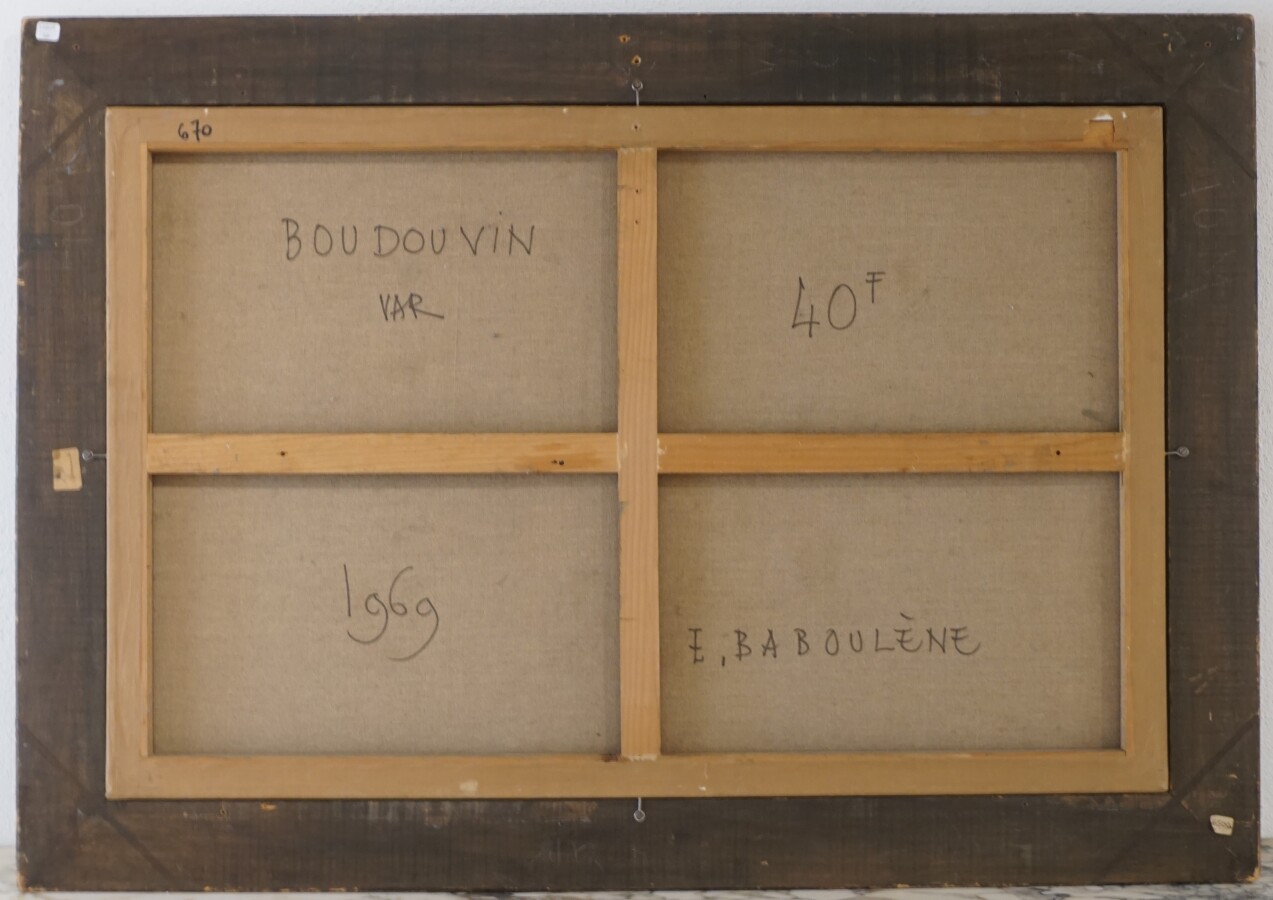 670
BOUDOUVIN
VAR
40F
1969
E, BABOULÈNE